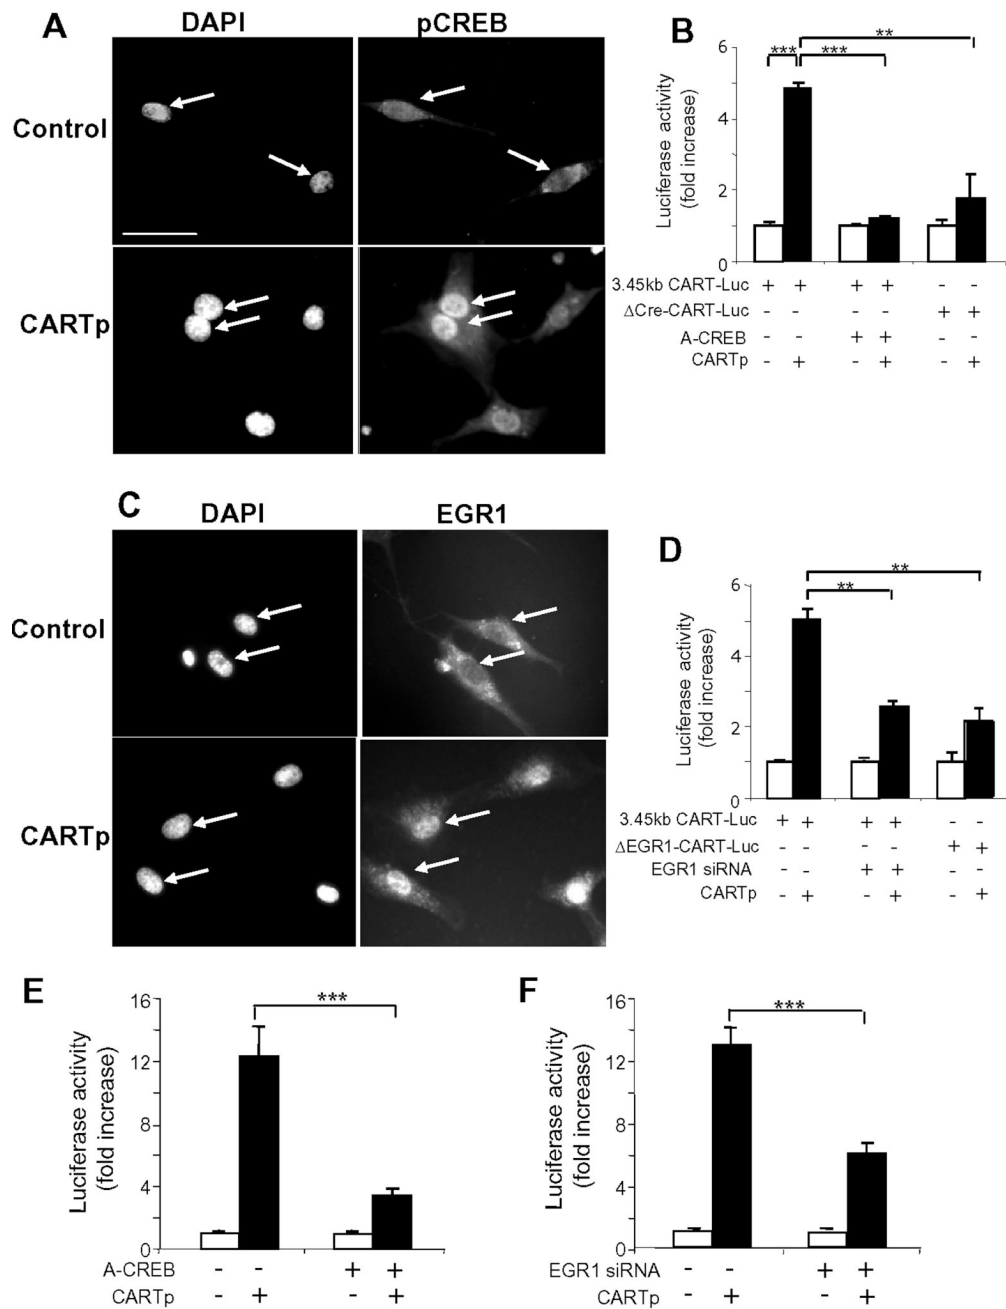 A
DAPI
pCREB
Control
CARTp
B
Luciferase activity
(fold increase)
6
4
2
1
0
***
***
**
3.45kb CART-Luc + + - -
ΔCre-CART-Luc - - + +
A-CREB - - + + - -
CARTp - + - + - +
C
DAPI
EGR1
Control
CARTp
D
Luciferase activity
(fold increase)
6
4
2
1
0
**
**
3.45kb CART-Luc + + + + - -
ΔEGR1-CART-Luc - - - - + +
EGR1 siRNA - - + + - -
CARTp - + - + - +
E
Luciferase activity
(fold increase)
16
12
8
4
0
***
A-CREB - - + +
CARTp - + - +
F
Luciferase activity
(fold increase)
16
12
8
4
0
***
EGR1 siRNA - - + +
CARTp - + - +